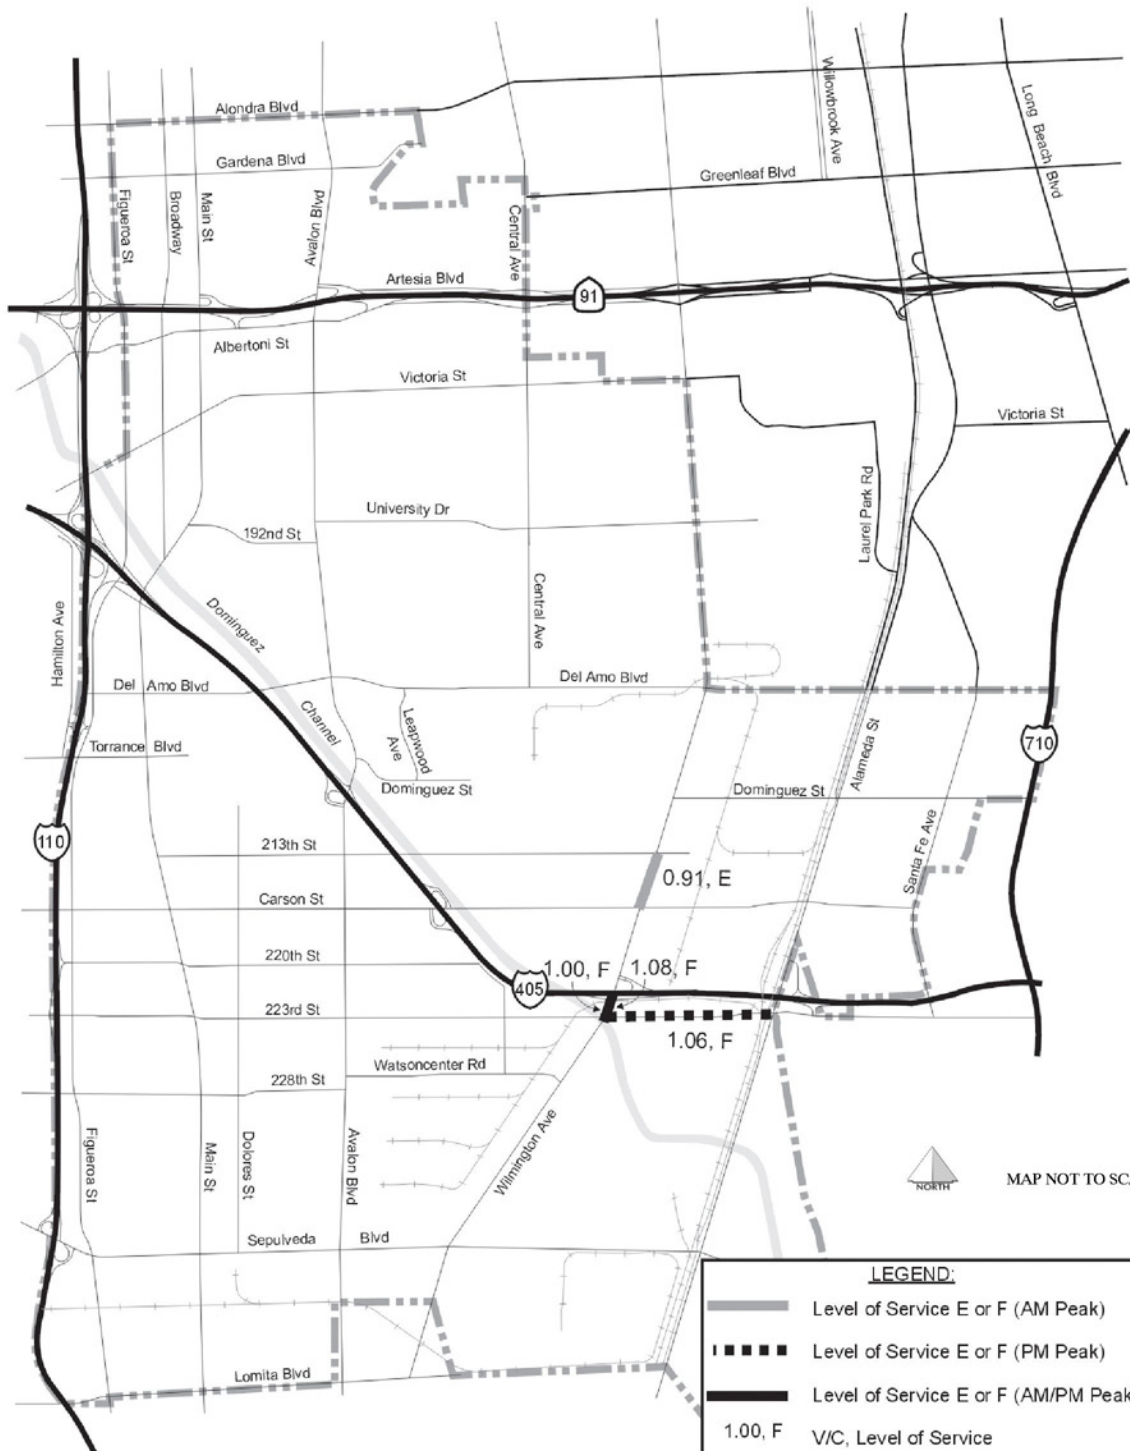 Alondra Blvd
Gardena Blvd
Greenleaf Blvd
Willowbrook Ave
Long Beach Blvd
Figueroa St
Broadway
Main St
Avalon Blvd
Central Ave
Artesia Blvd
91
Albertoni St
Victoria St
Victoria St
University Dr
192nd St
Laurel Park Rd
Hamilton Ave
Dominguez
Channel
Central Ave
Del Amo Blvd
Del Amo Blvd
Leapwood
Ave
Torrance Blvd
Dominguez St
Dominguez St
Alameda St
710
110
213th St
Santa Fe Ave
0.91, E
Carson St
220th St
1.00, F
1.08, F
405
223rd St
1.06, F
Watsoncenter Rd
228th St
Figueroa St
Main St
Dolores St
Avalon Blvd
Wilmington Ave
NORTH
MAP NOT TO SC
Sepulveda Blvd
Lomita Blvd
LEGEND:
Level of Service E or F (AM Peak)
Level of Service E or F (PM Peak)
Level of Service E or F (AM/PM Peak
1.00, F V/C, Level of Service